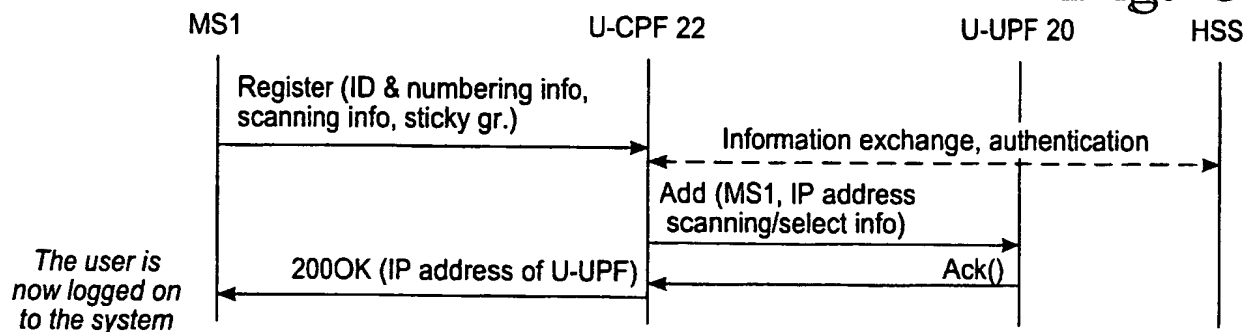 MS1
U-CPF 22
U-UPF 20
HSS
Register (ID & numbering info,
scanning info, sticky gr.)
Information exchange, authentication
Add (MS1, IP address
scanning/select info)
The user is
now logged on
to the system
200OK (IP address of U-UPF)
Ack()